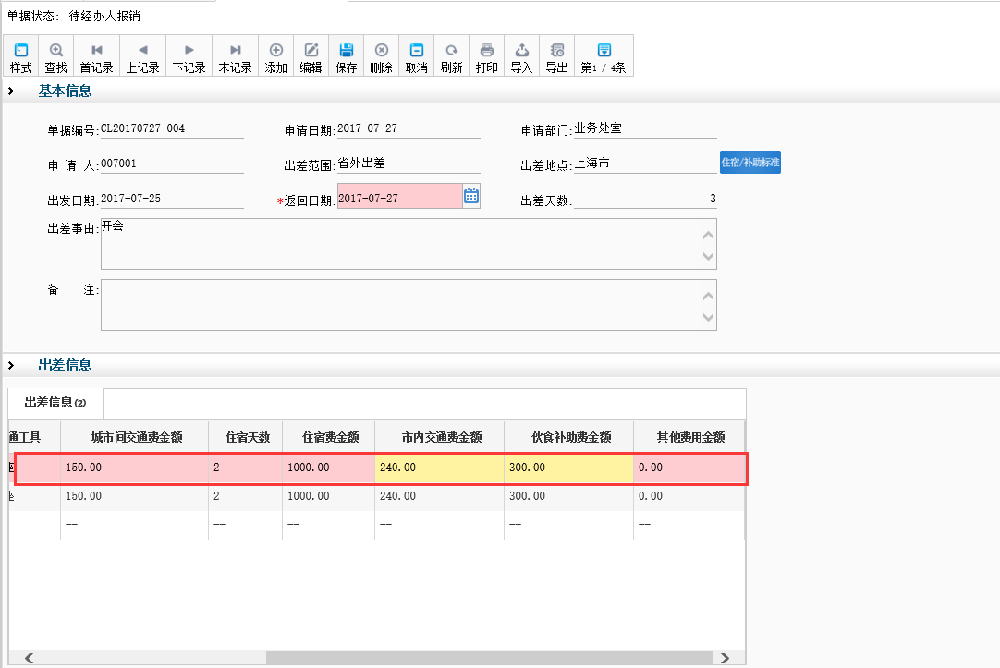 单据状态: 待经办人报销
样式 查找 首记录 上记录 下记录 末记录 添加 编辑 保存 删除 取消 刷新 打印 导入 导出 第1 / 4条
基本信息
单据编号: CL20170727-004 申请日期: 2017-07-27 申请部门: 业务处室
申 请 人: 007001 出差范围: 省外出差 出差地点: 上海市 住宿/补助标准
出发日期: 2017-07-25 *返回日期: 2017-07-27 出差天数: 3
出差事由: 开会
备 注:
出差信息
出差信息(2)
通工具 城市间交通费金额 住宿天数 住宿费金额 市内交通费金额 伙食补助费金额 其他费用金额
150.00 2 1000.00 240.00 300.00 0.00
座 150.00 2 1000.00 240.00 300.00 0.00
-- -- -- -- -- --